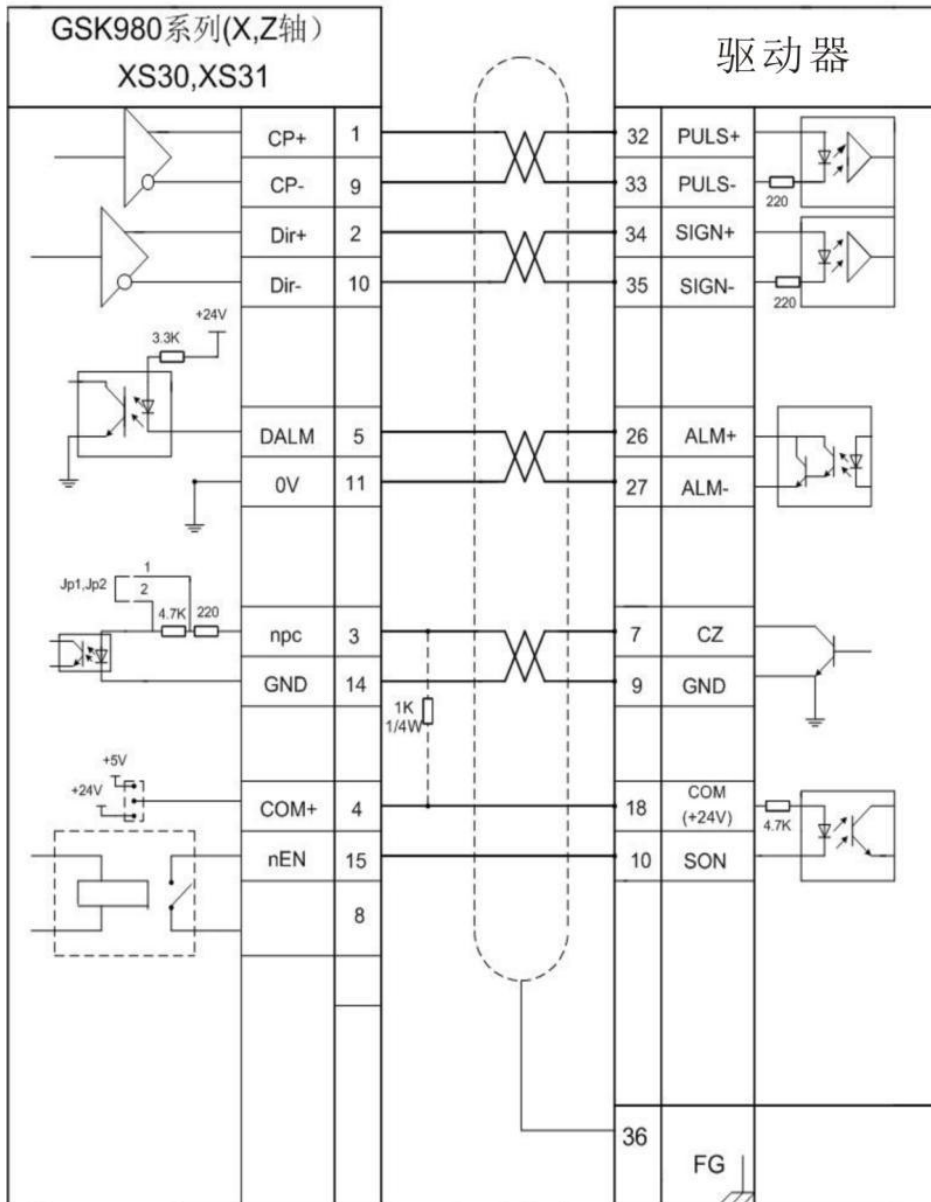 GSK980系列(X,Z轴）
XS30,XS31
驱动器
CP+ 1 32 PULS+
CP- 9 33 PULS-
220
Dir+ 2 34 SIGN+
Dir- 10 35 SIGN-
220
+24V
3.3K
DALM 5 26 ALM+
0V 11 27 ALM-
Jp1,Jp2 1
2
4.7K 220
npc 3 7 CZ
GND 14 9 GND
1K
1/4W
+5V
+24V
COM+ 4 18 COM
(+24V)
4.7K
nEN 15 10 SON
8
36
FG